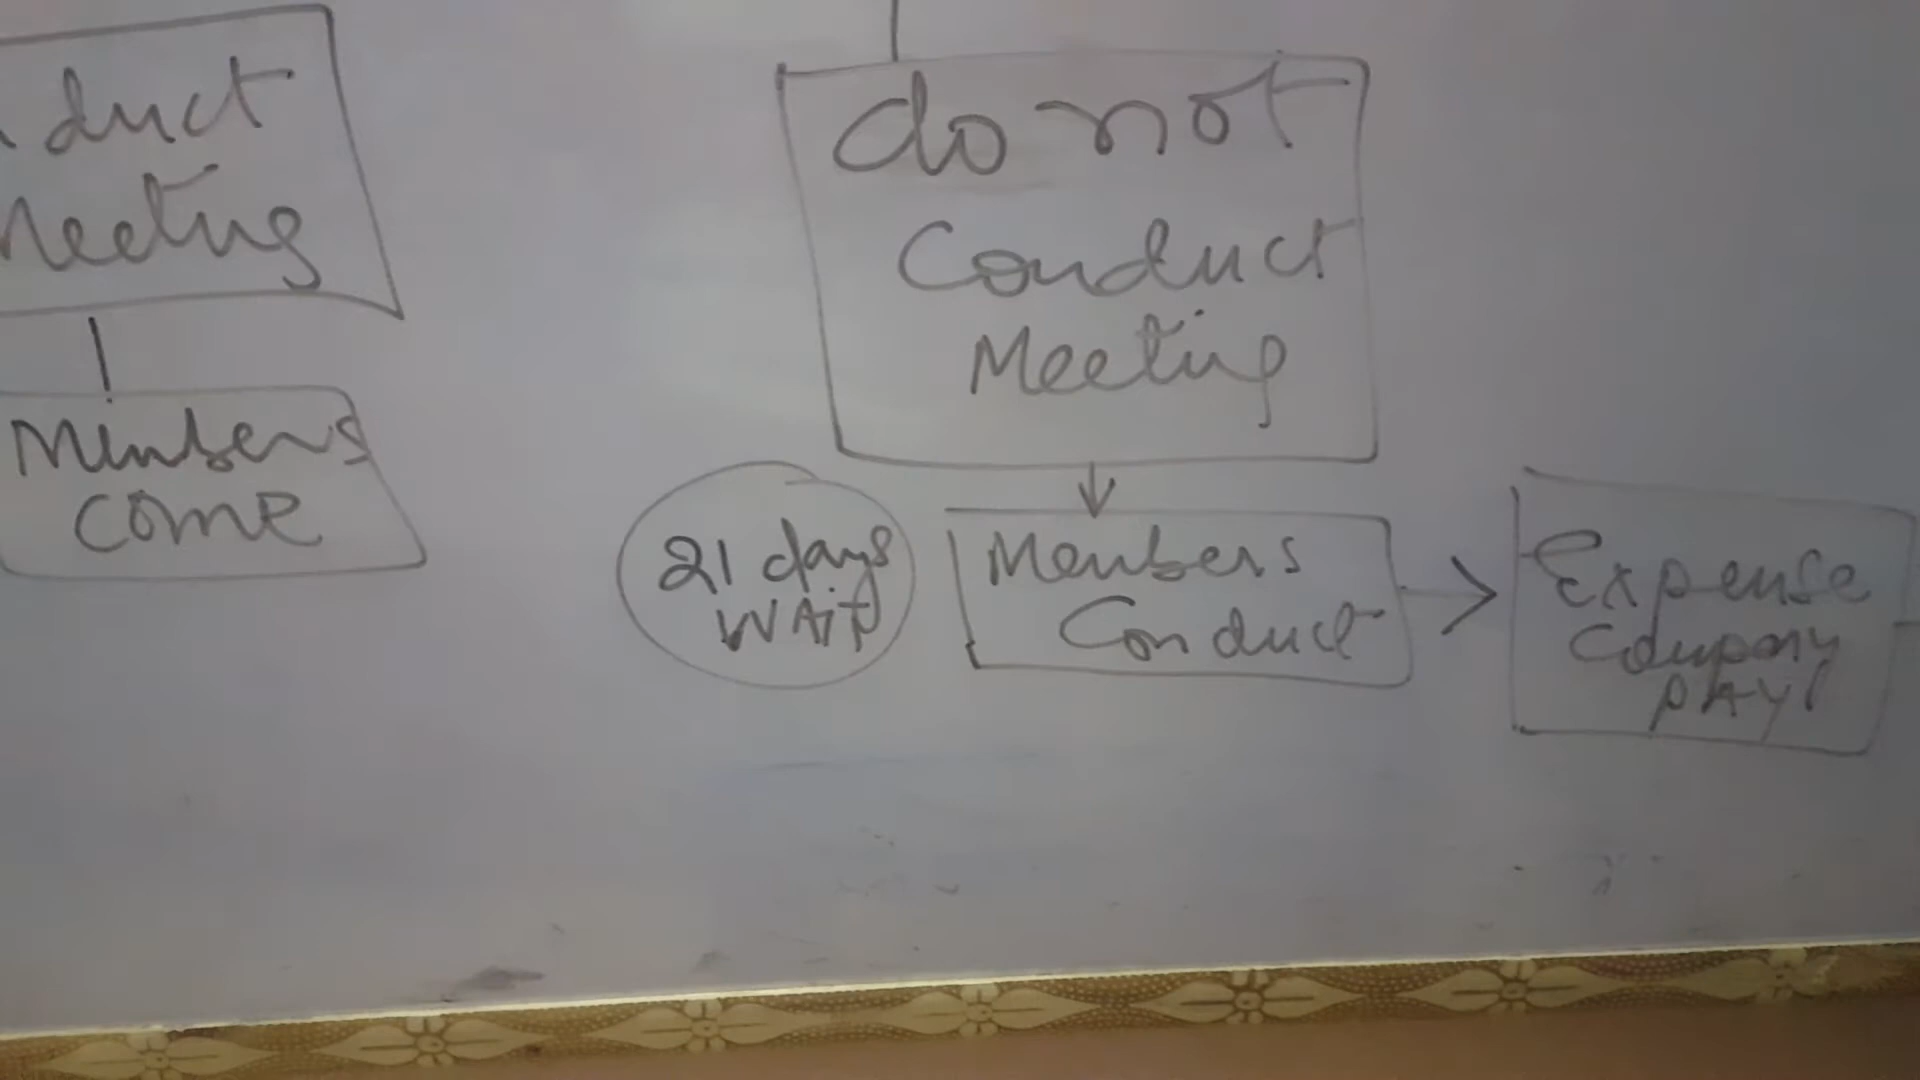 duct
Meeting
Members
COME
do not
Conduct
Meeting
21 days
WAIT
Members
Conduct
Expense
Company
PAY